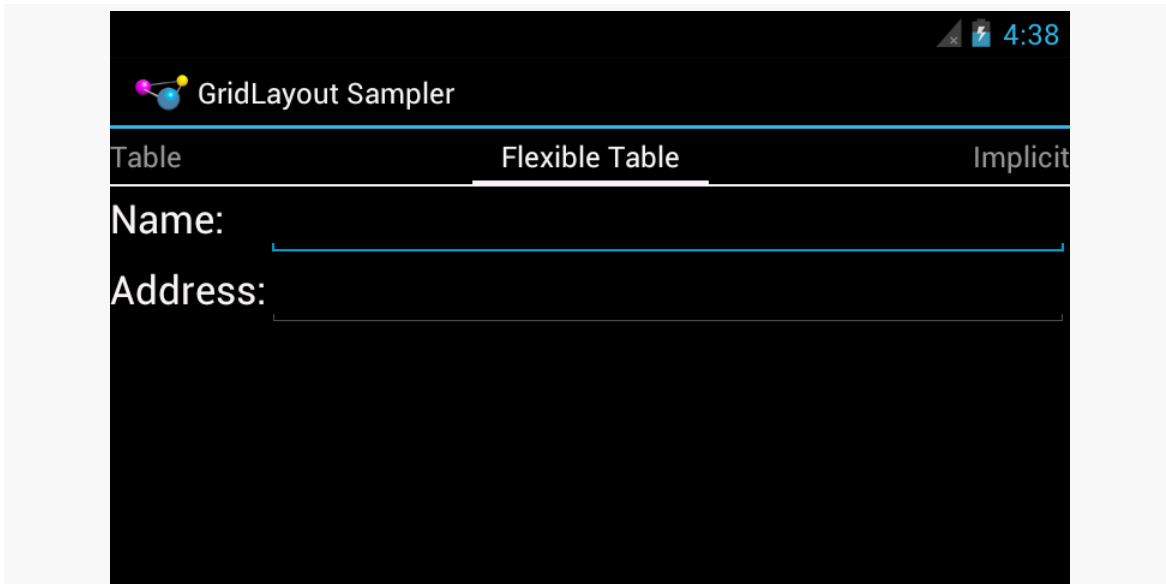 4:38
GridLayout Sampler
Table Flexible Table Implicit
Name:
Address: